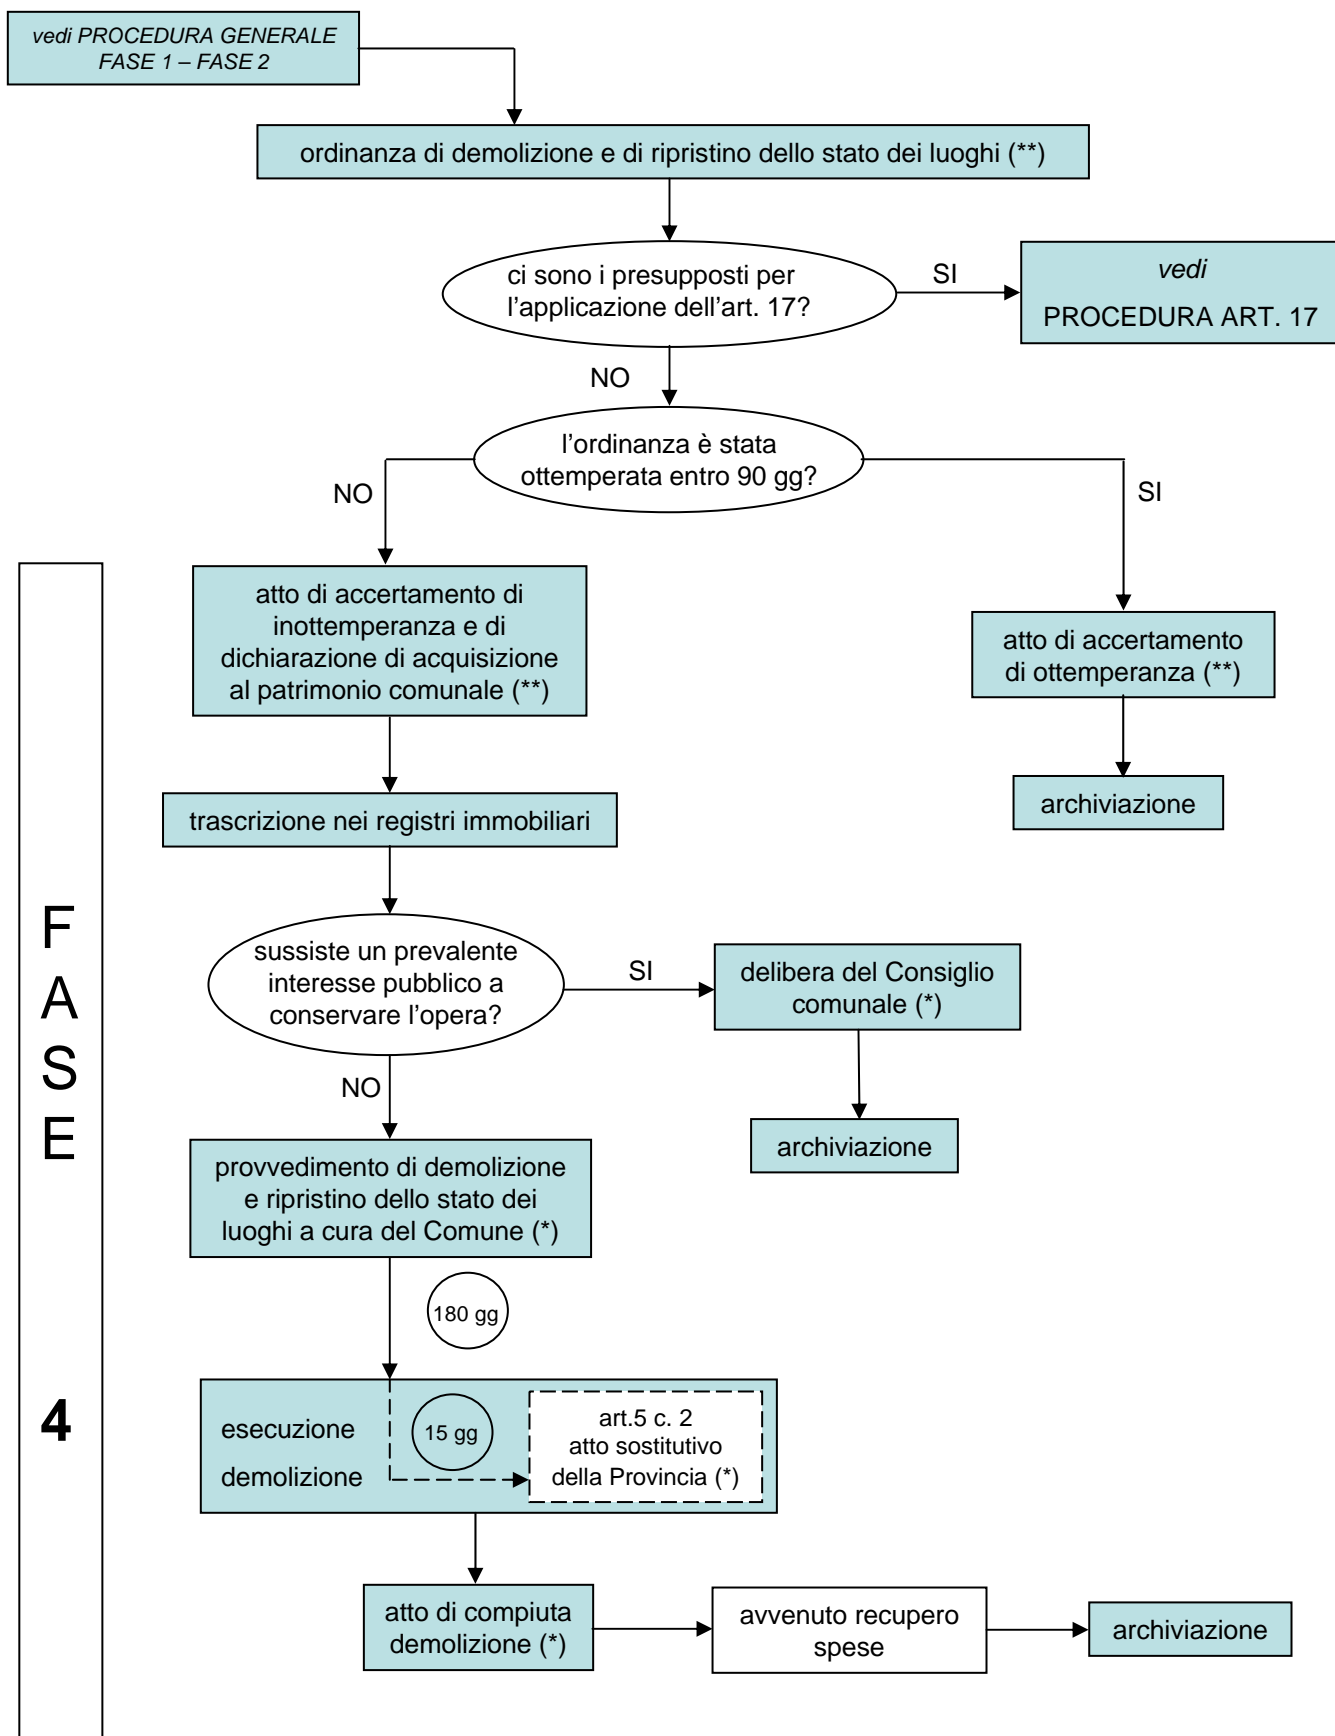 vedi PROCEDURA GENERALE
FASE 1 – FASE 2
ordinanza di demolizione e di ripristino dello stato dei luoghi (**)
ci sono i presupposti per
l’applicazione dell’art. 17?
SI
vedi
PROCEDURA ART. 17
NO
l’ordinanza è stata
ottemperata entro 90 gg?
NO
SI
atto di accertamento di
inottemperanza e di
dichiarazione di acquisizione
al patrimonio comunale (**)
atto di accertamento
di ottemperanza (**)
archiviazione
trascrizione nei registri immobiliari
sussiste un prevalente
interesse pubblico a
conservare l’opera?
SI
delibera del Consiglio
comunale (*)
archiviazione
NO
provvedimento di demolizione
e ripristino dello stato dei
luoghi a cura del Comune (*)
180 gg
esecuzione
demolizione
15 gg
art.5 c. 2
atto sostitutivo
della Provincia (*)
atto di compiuta
demolizione (*)
avvenuto recupero
spese
archiviazione
F
A
S
E
4